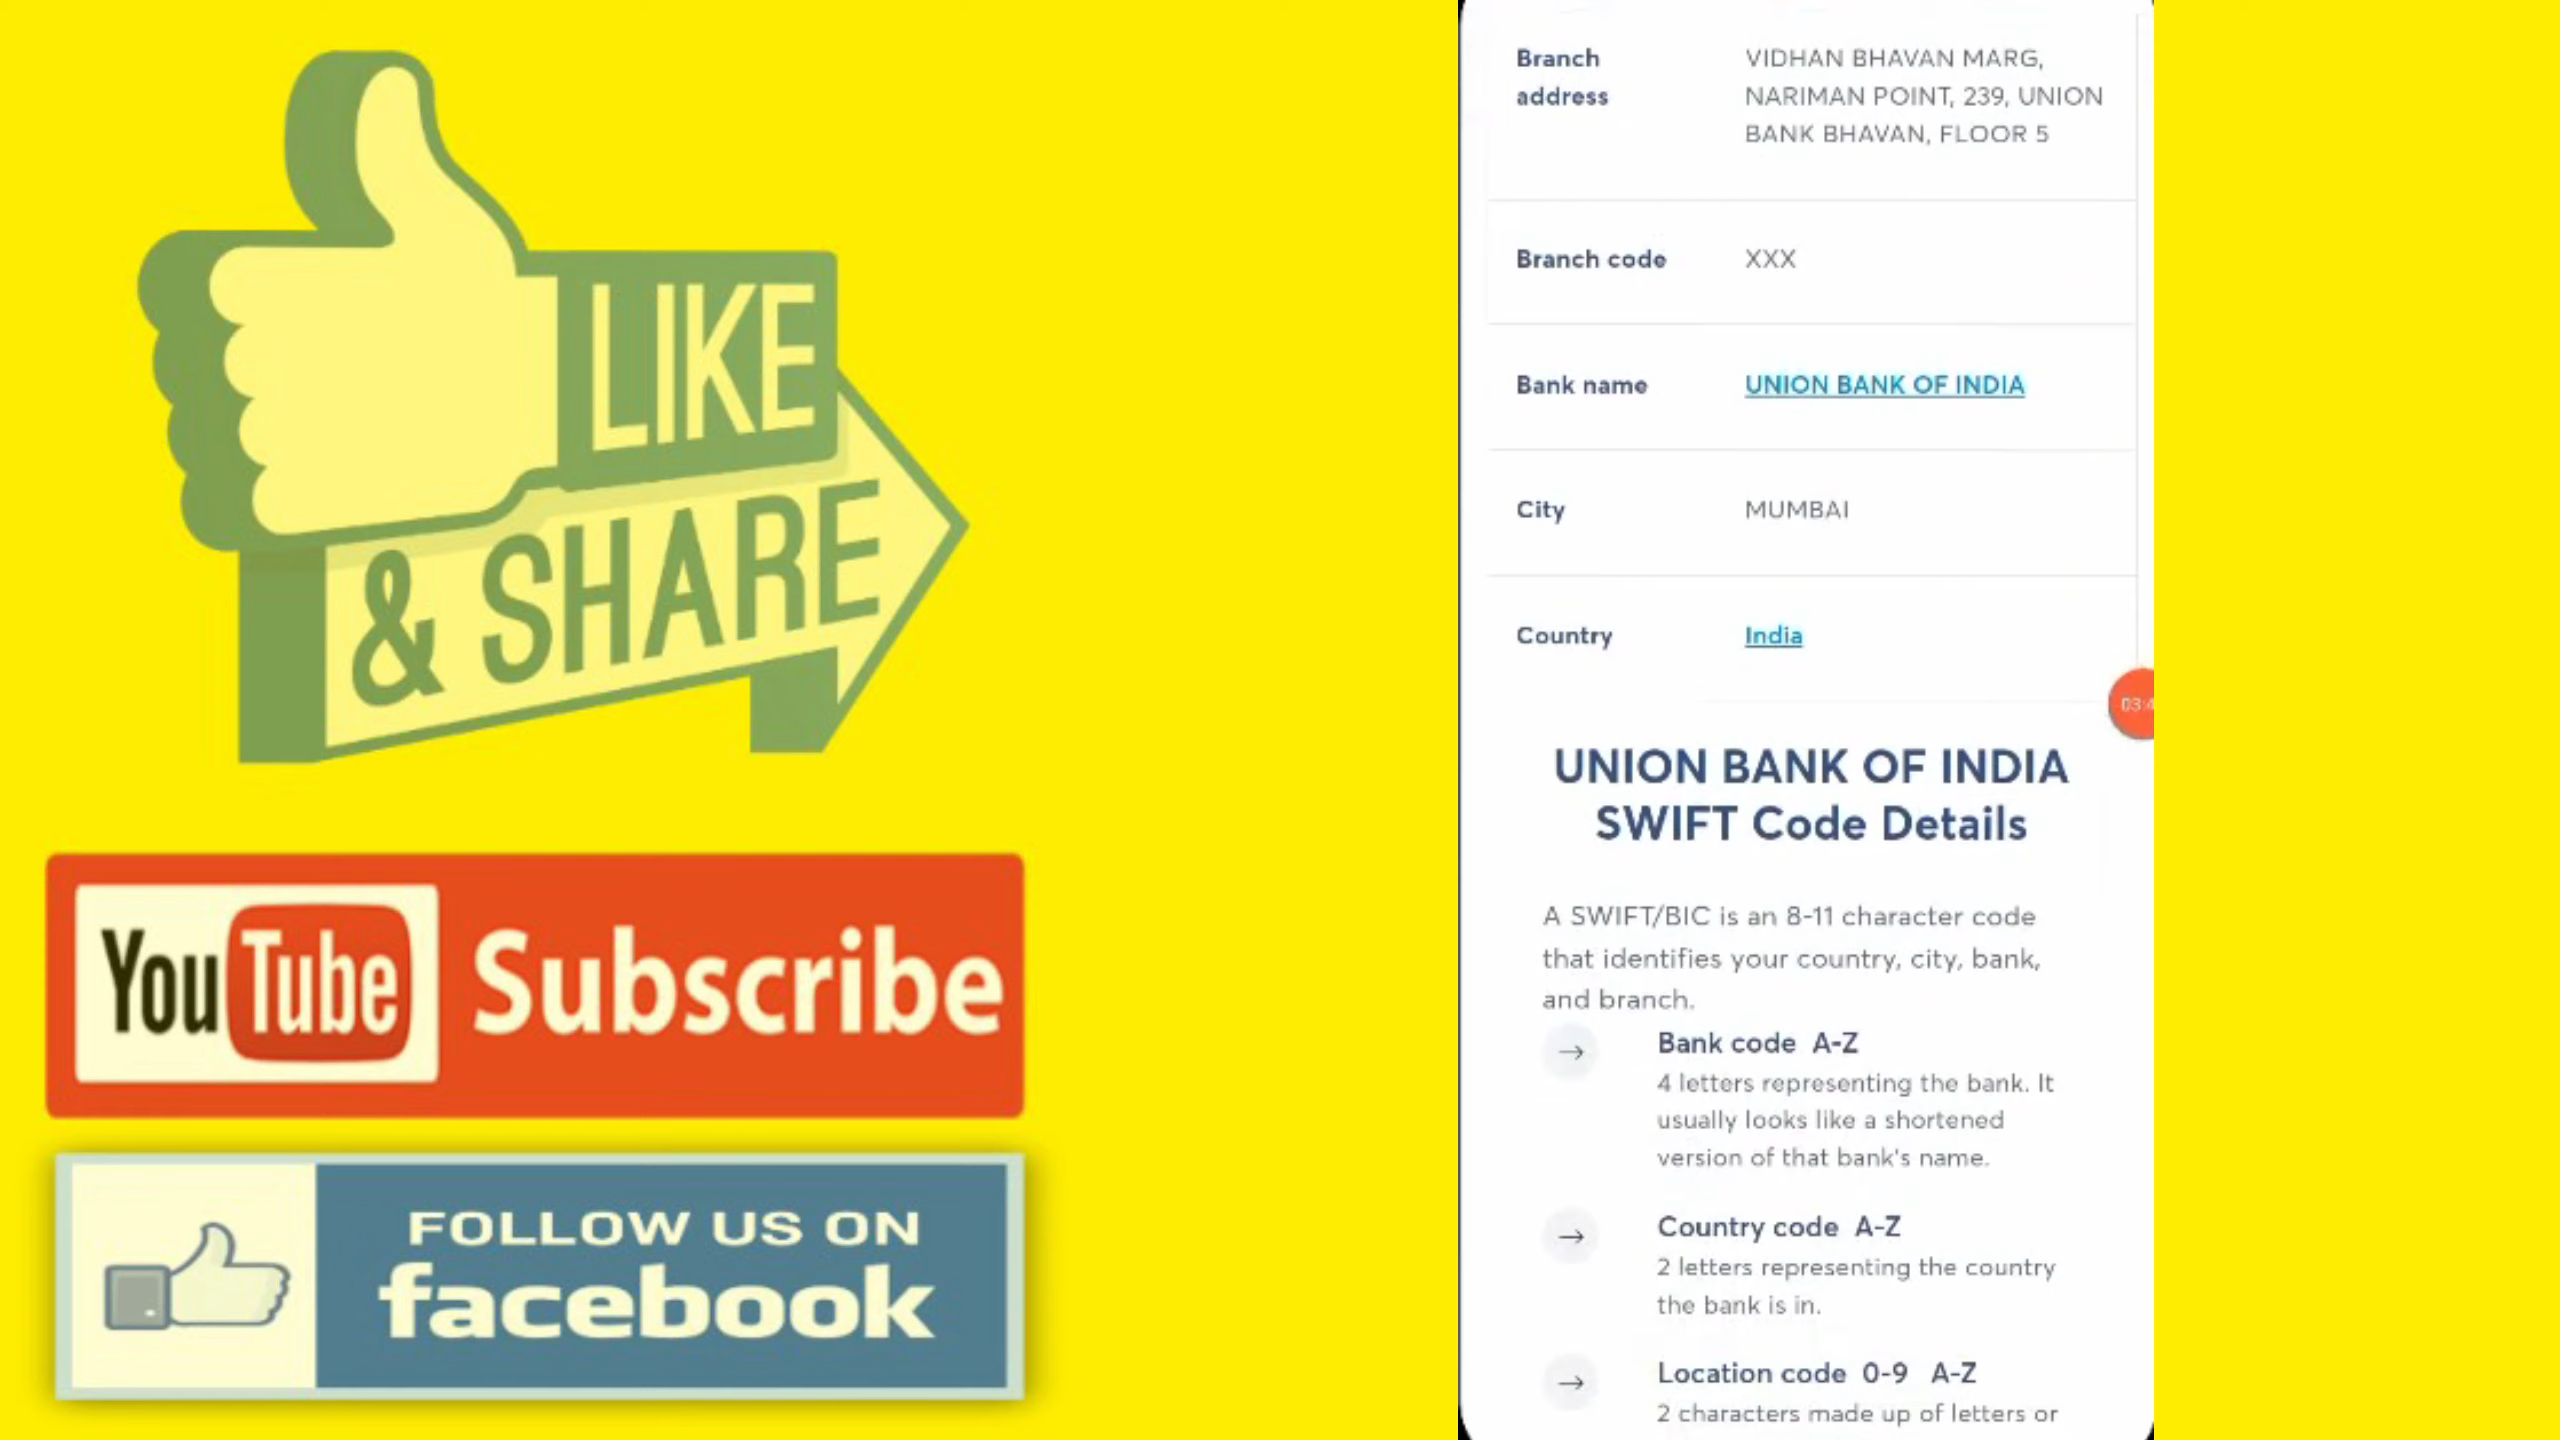 LIKE
& SHARE
YouTube Subscribe
FOLLOW US ON
facebook
Branch address VIDHAN BHAVAN MARG,
NARIMAN POINT, 239, UNION
BANK BHAVAN, FLOOR 5
Branch code XXX
Bank name UNION BANK OF INDIA
City MUMBAI
Country India
UNION BANK OF INDIA
SWIFT Code Details
A SWIFT/BIC is an 8-11 character code
that identifies your country, city, bank,
and branch.
Bank code A-Z
4 letters representing the bank. It
usually looks like a shortened
version of that bank's name.
Country code A-Z
2 letters representing the country
the bank is in.
Location code 0-9 A-Z
2 characters made up of letters or